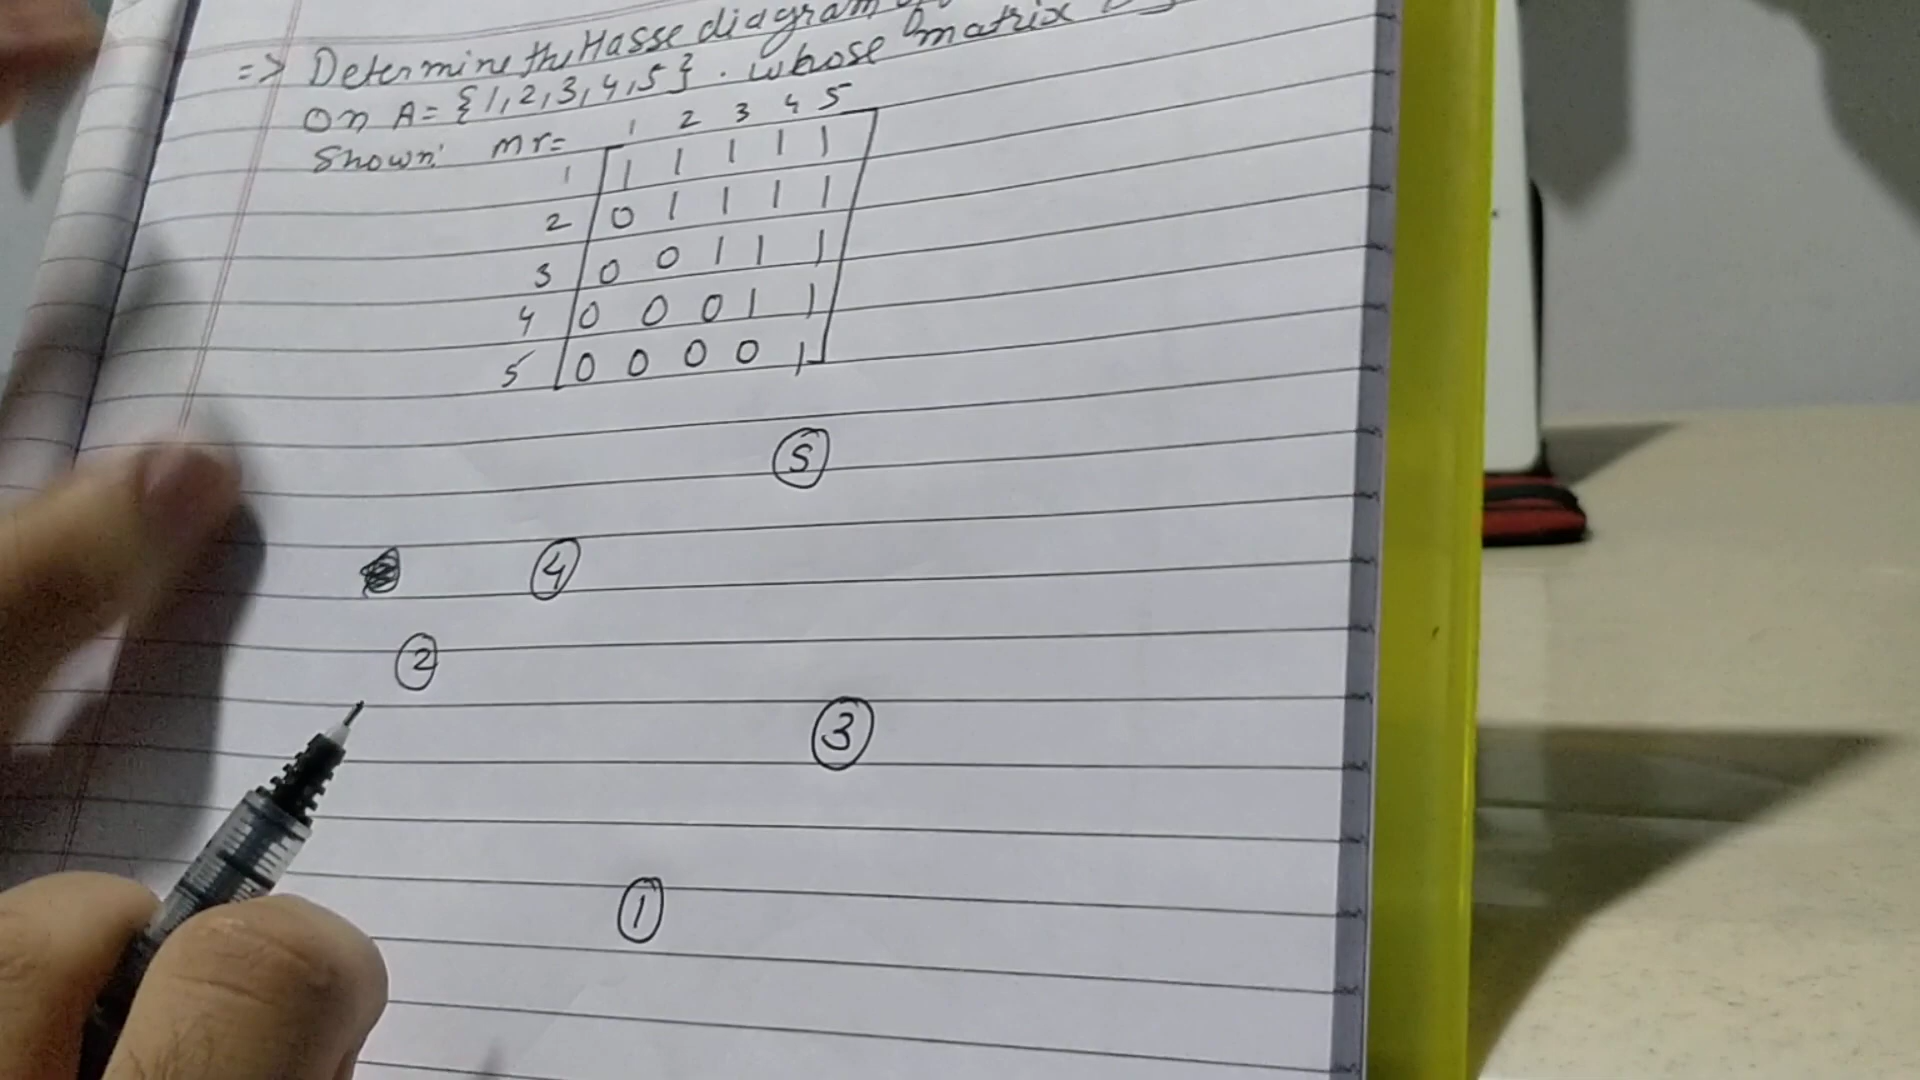 => Determine the Hasse diagram
on A = {1,2,3,4,5}. whose matrix
Shown: mr=
1 2 3 4 5
1 1 1 1 1 1
2 0 1 1 1 1
3 0 0 1 1 1
4 0 0 0 1 1
5 0 0 0 0 1
5
4
2
3
1